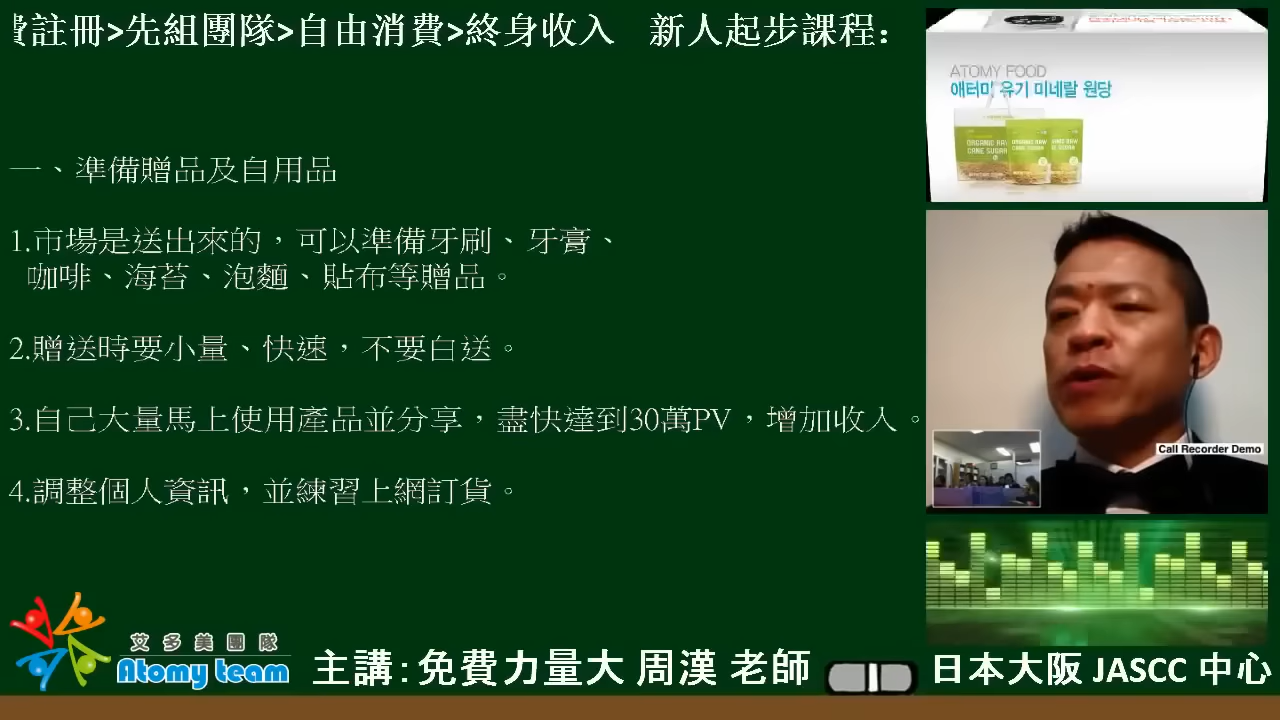 費註冊>先組團隊>自由消費>終身收入 新人起步課程:
一、準備贈品及自用品
1.市場是送出來的，可以準備牙刷、牙膏、
咖啡、海苔、泡麵、貼布等贈品。
2.贈送時要小量、快速，不要白送。
3.自己大量馬上使用產品並分享，盡快達到30萬PV，增加收入。
4.調整個人資訊，並練習上網訂貨。
ATOMY FOOD
애터미 유기 미네랄 원당
ORGANIC RAW
CANE SUGAR
Call Recorder Demo
艾多美團隊
Atomy team
主講:免費力量大 周漢 老師
日本大阪 JASCC 中心